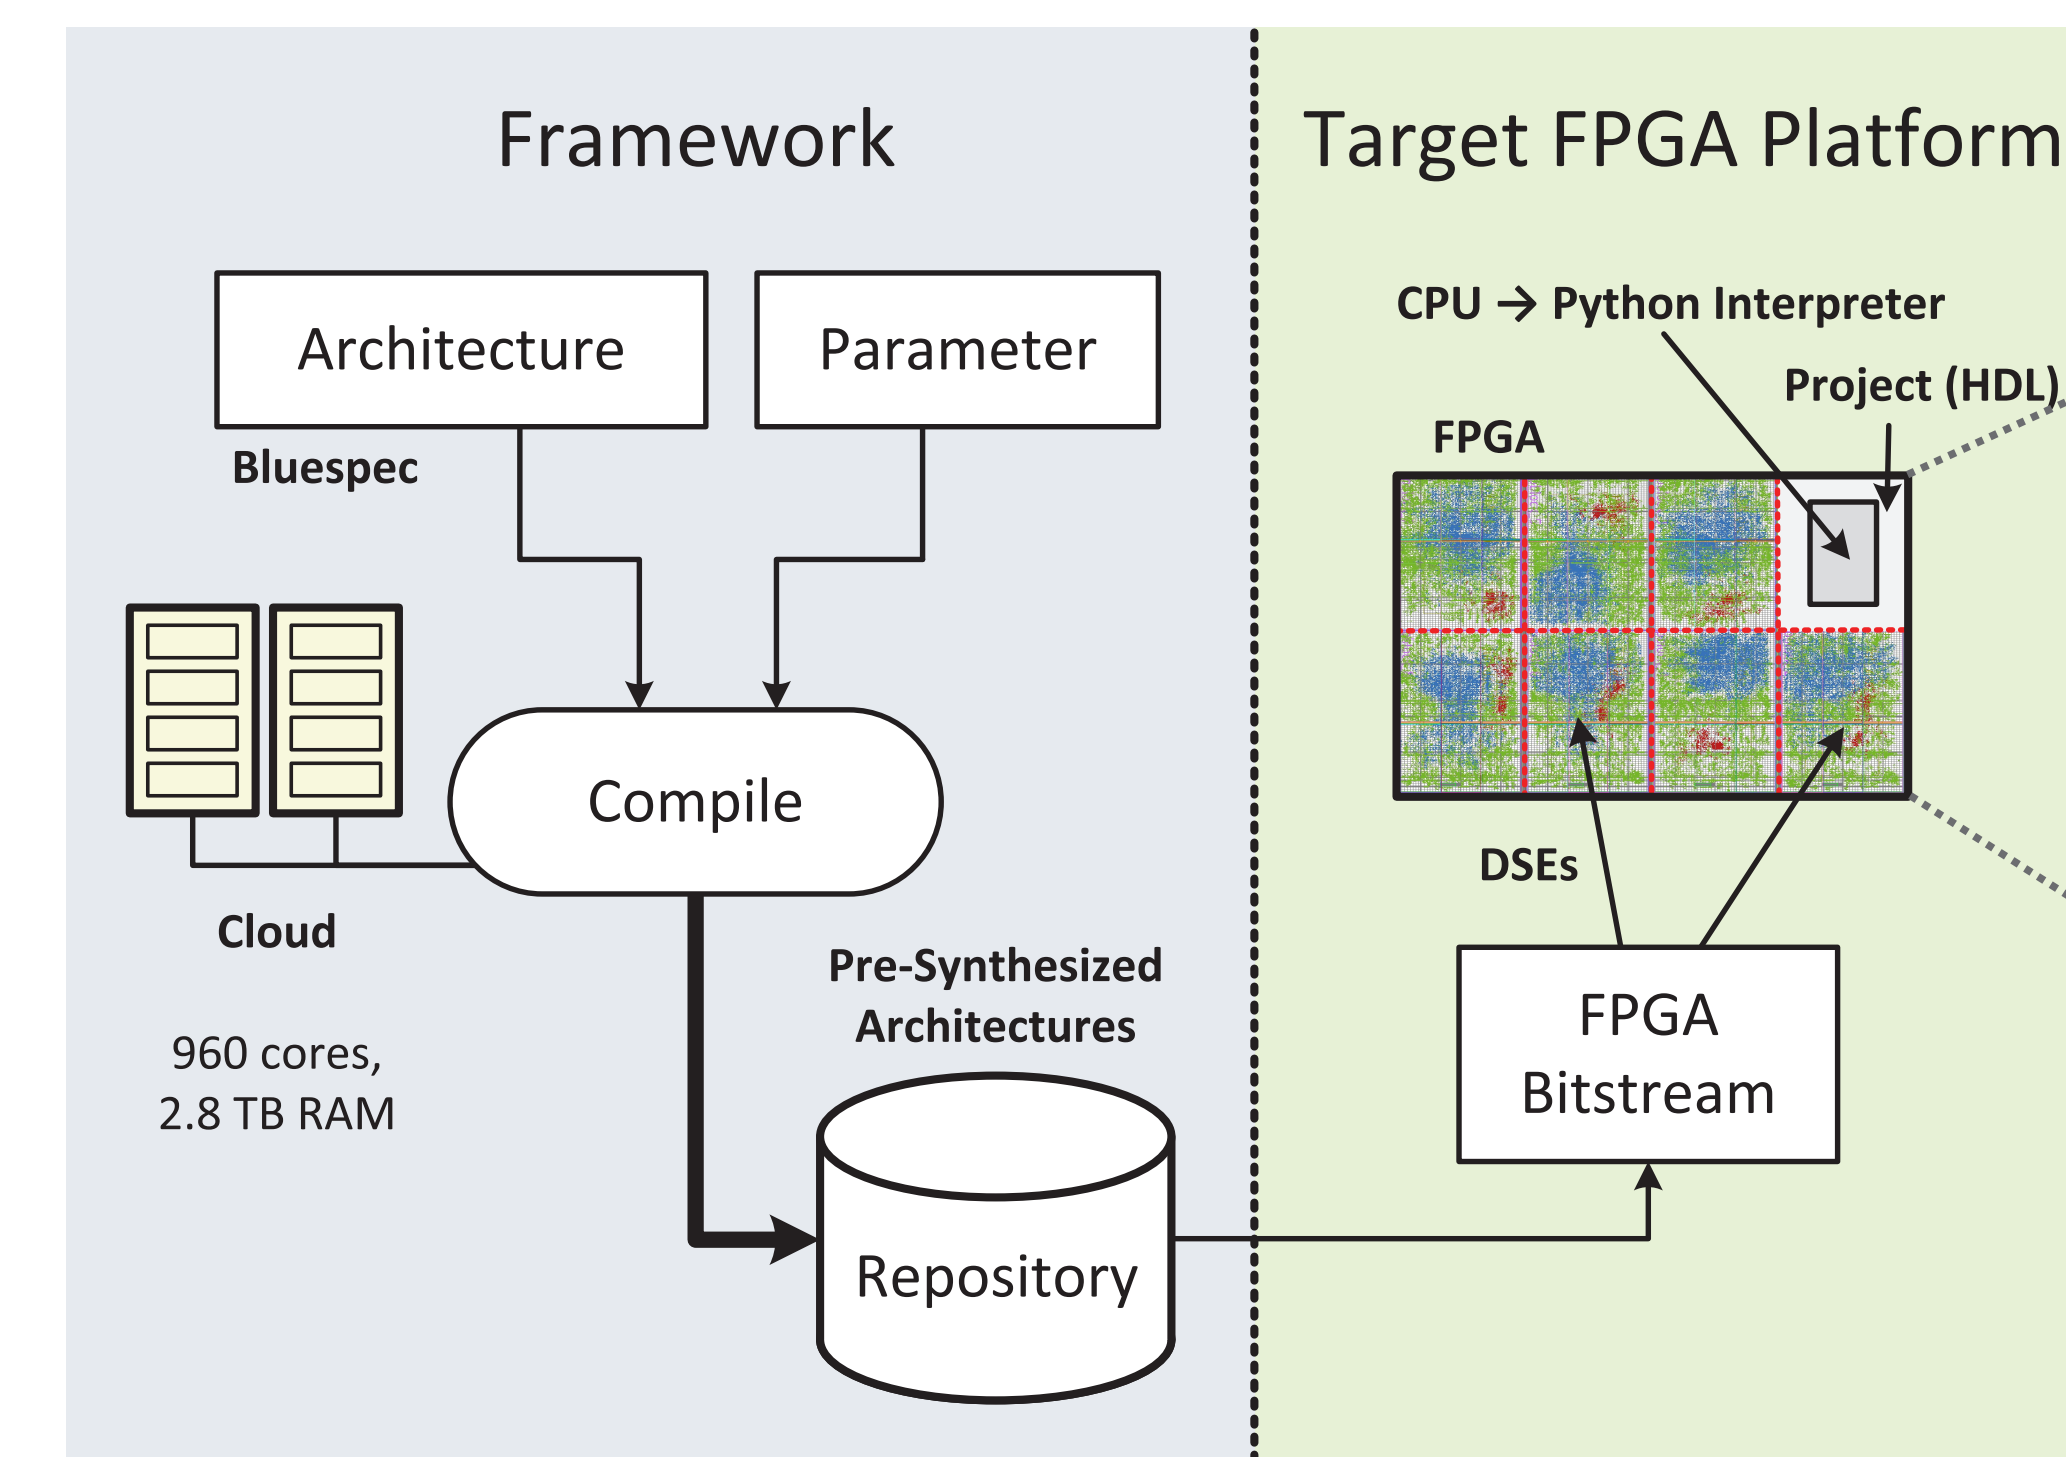 Framework
Target FPGA Platform
Architecture
Parameter
Bluespec
Compile
Cloud
960 cores,
2.8 TB RAM
Pre-Synthesized
Architectures
Repository
CPU → Python Interpreter
Project (HDL)
FPGA
DSEs
FPGA
Bitstream